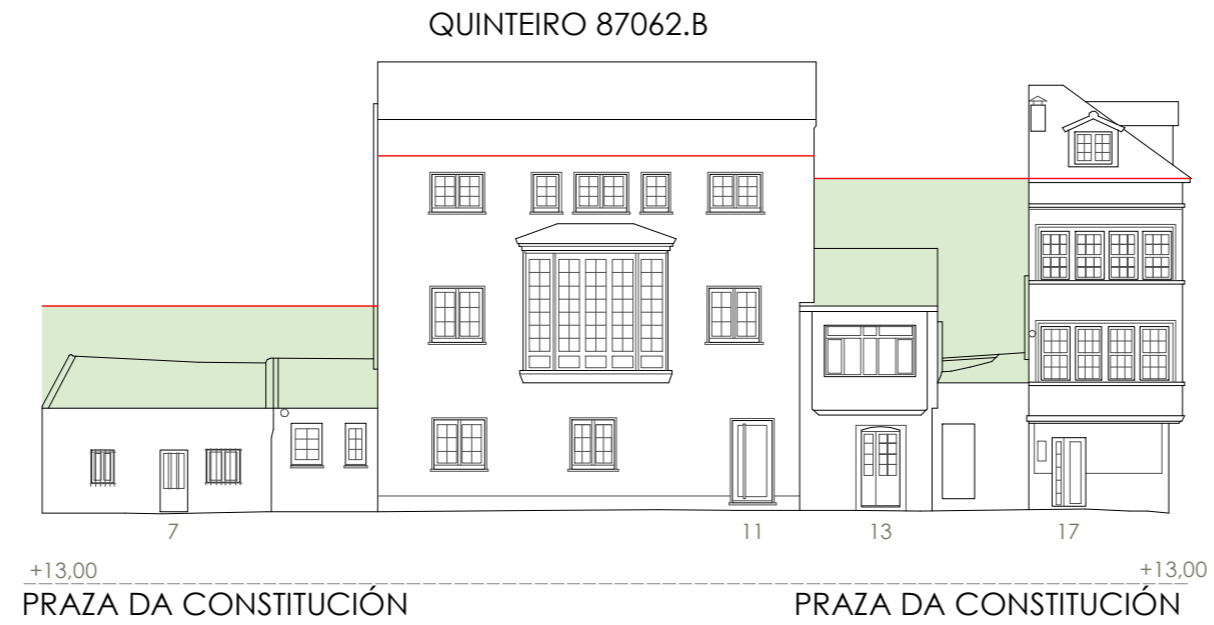 QUINTEIRO 87062.B
7 11 13 17
+13,00 +13,00
PRAZA DA CONSTITUCIÓN PRAZA DA CONSTITUCIÓN